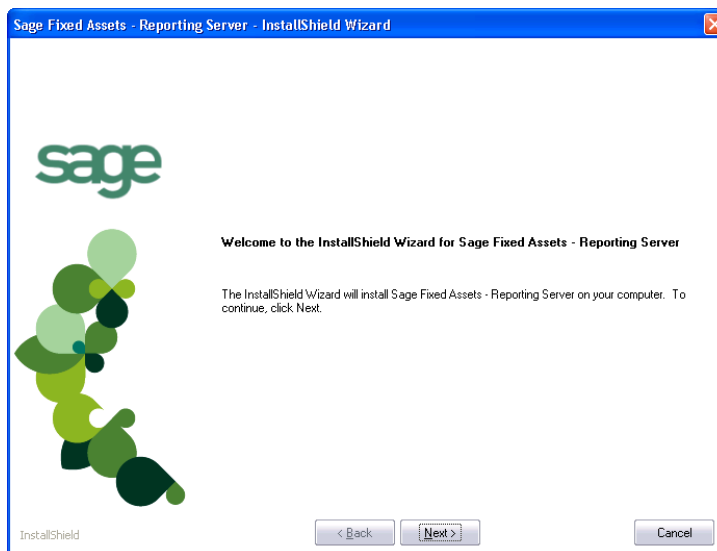 Sage Fixed Assets - Reporting Server - InstallShield Wizard
sage
Welcome to the InstallShield Wizard for Sage Fixed Assets - Reporting Server
The InstallShield Wizard will install Sage Fixed Assets - Reporting Server on your computer. To
continue, click Next.
InstallShield
< Back
Next >
Cancel